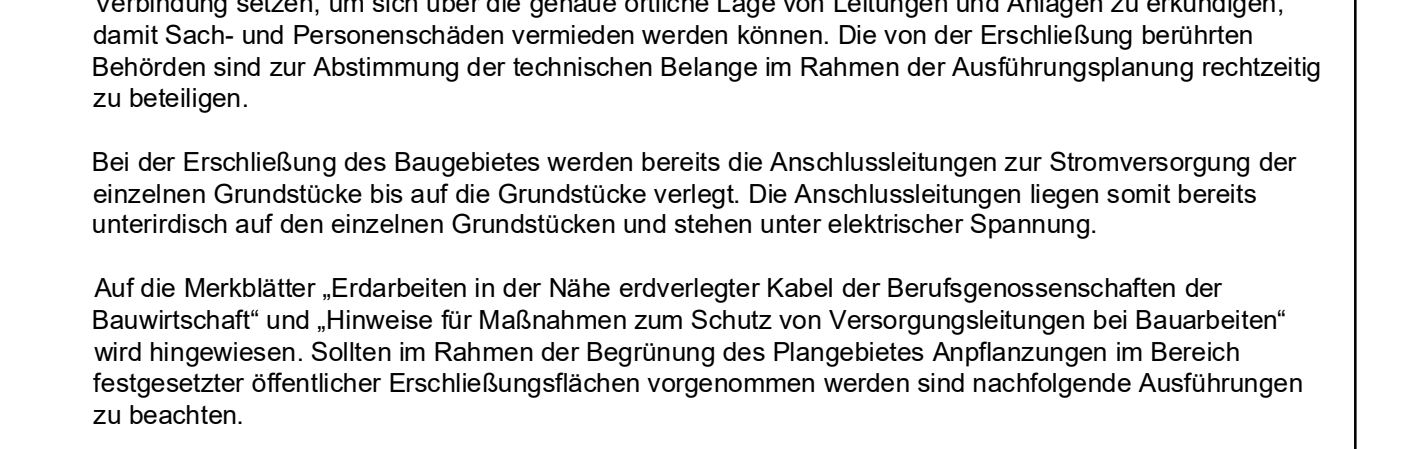 Verbindung setzen, um sich über die genaue örtliche Lage von Leitungen und Anlagen zu erkundigen,
damit Sach- und Personenschäden vermieden werden können. Die von der Erschließung berührten
Behörden sind zur Abstimmung der technischen Belange im Rahmen der Ausführungsplanung rechtzeitig
zu beteiligen.
Bei der Erschließung des Baugebietes werden bereits die Anschlussleitungen zur Stromversorgung der
einzelnen Grundstücke bis auf die Grundstücke verlegt. Die Anschlussleitungen liegen somit bereits
unterirdisch auf den einzelnen Grundstücken und stehen unter elektrischer Spannung.
Auf die Merkblätter „Erdarbeiten in der Nähe erdverlegter Kabel der Berufsgenossenschaften der
Bauwirtschaft“ und „Hinweise für Maßnahmen zum Schutz von Versorgungsleitungen bei Bauarbeiten“
wird hingewiesen. Sollten im Rahmen der Begrünung des Plangebietes Anpflanzungen im Bereich
festgesetzter öffentlicher Erschließungsflächen vorgenommen werden sind nachfolgende Ausführungen
zu beachten.